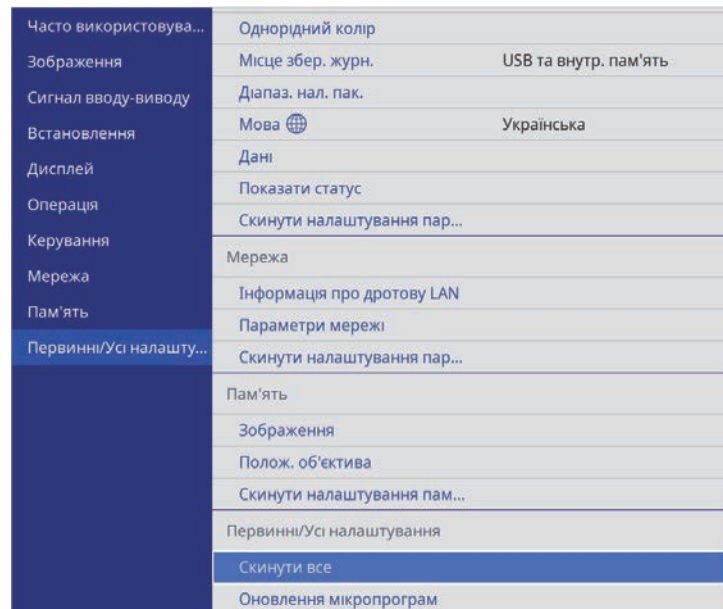 Часто використовува...
Зображення
Сигнал вводу-виводу
Встановлення
Дисплей
Операція
Керування
Мережа
Пам'ять
Первинні/Усі налашту...
Однорідний колір
Місце збер. журн. USB та внутр. пам'ять
Діапаз. нал. пак.
Мова Українська
Дані
Показати статус
Скинути налаштування пар...
Мережа
Інформація про дротову LAN
Параметри мережі
Скинути налаштування пар...
Пам'ять
Зображення
Полож. об'єктива
Скинути налаштування пам...
Первинні/Усі налаштування
Скинути все
Оновлення мікропрограм